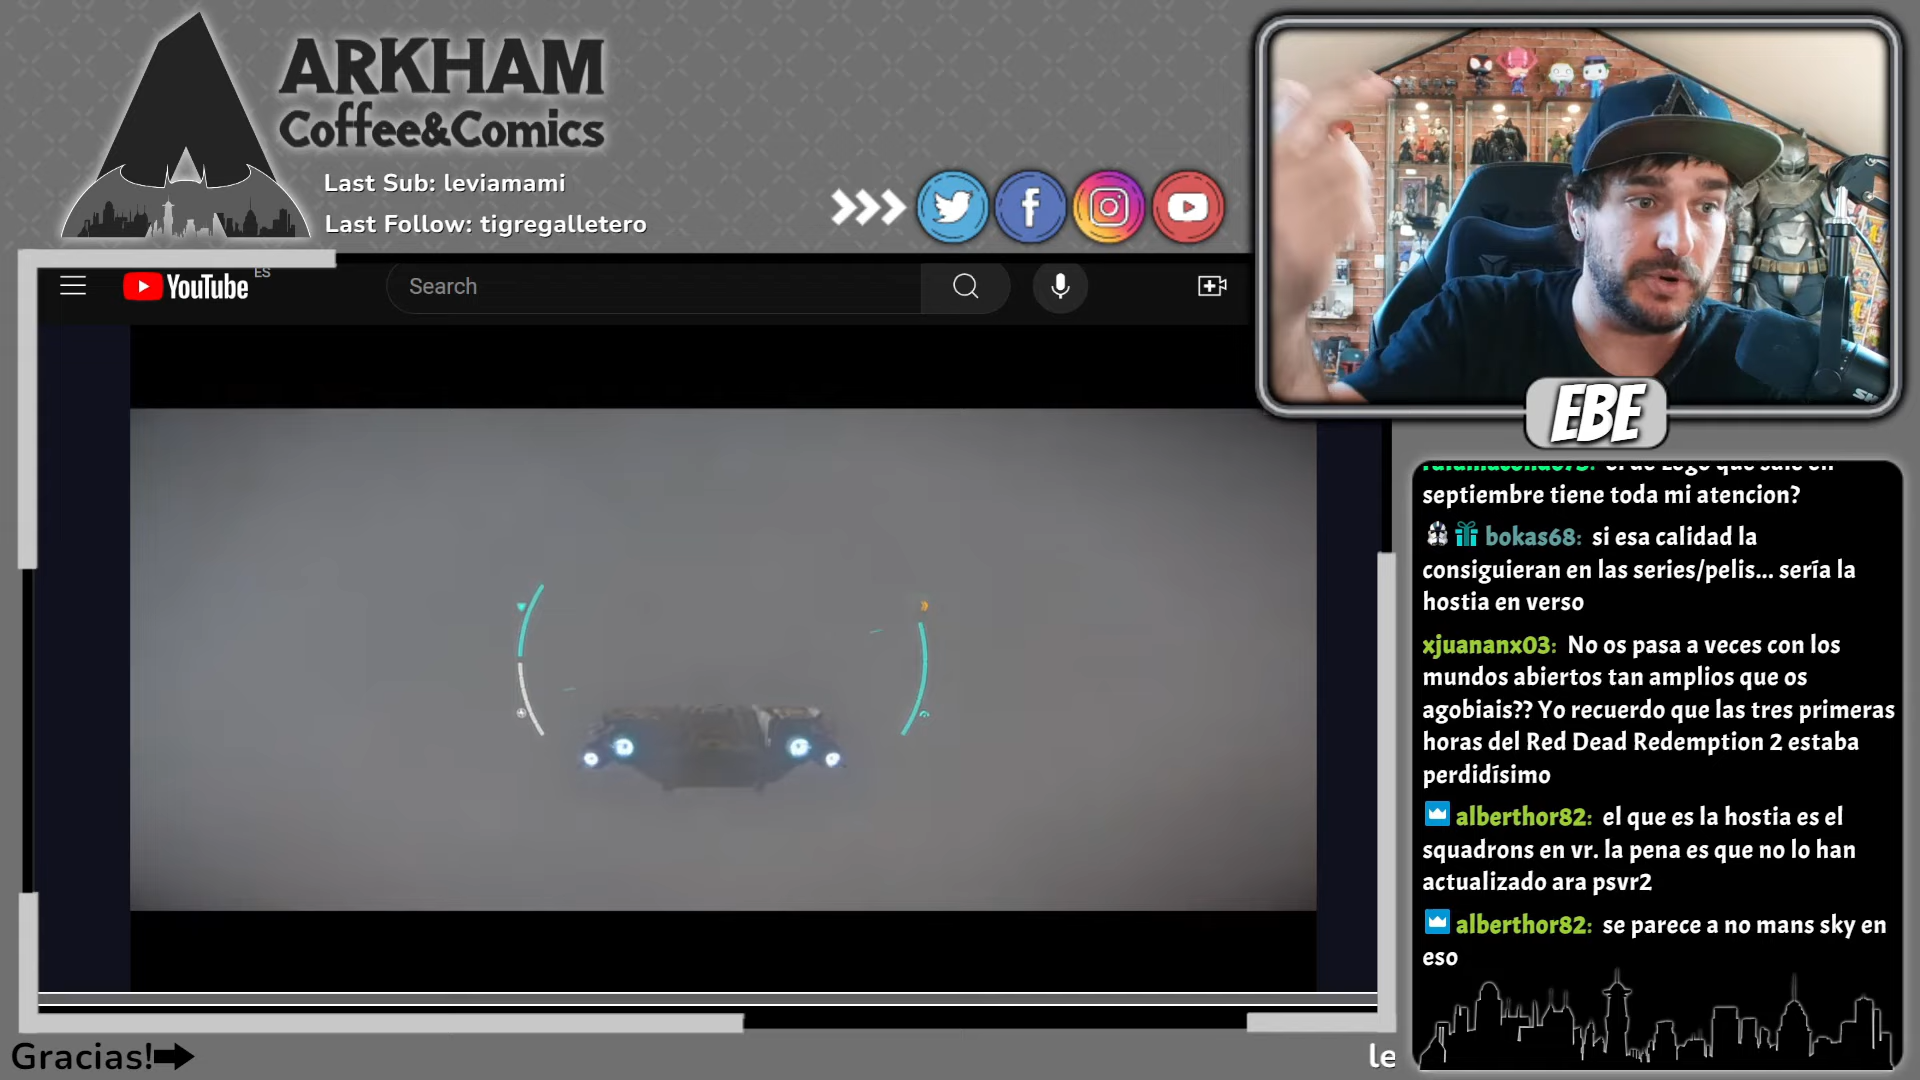 ARKHAM
Coffee&Comics
Last Sub: leviamami
Last Follow: tigregalletero
YouTube ES
Search
EBE
septiembre tiene toda mi atencion?
bokas68: si esa calidad la
consiguieran en las series/pelis... sería la
hostia en verso
xjuananx03: No os pasa a veces con los
mundos abiertos tan amplios que os
agobiais?? Yo recuerdo que las tres primeras
horas del Red Dead Redemption 2 estaba
perdidísimo
alberthor82: el que es la hostia es el
squadrons en vr. la pena es que no lo han
actualizado ara psvr2
alberthor82: se parece a no mans sky en
eso
Gracias!
le